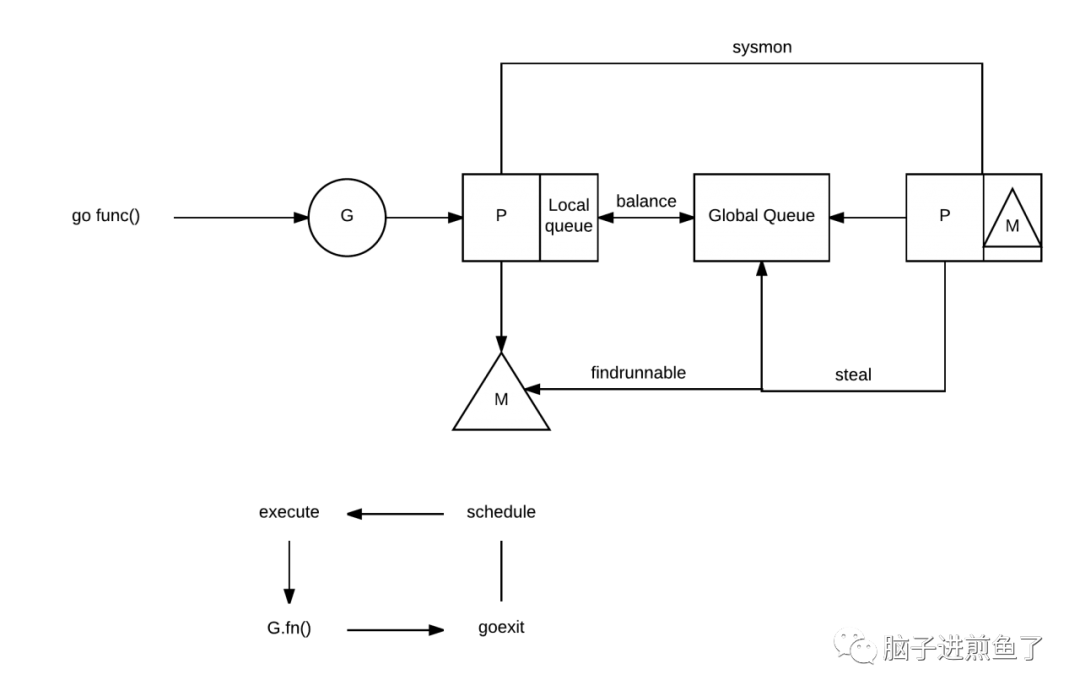 sysmon
go func()
G
P
Local
queue
balance
Global Queue
P
M
findrunnable
steal
M
execute
schedule
G.fn()
goexit
脑子进煎鱼了